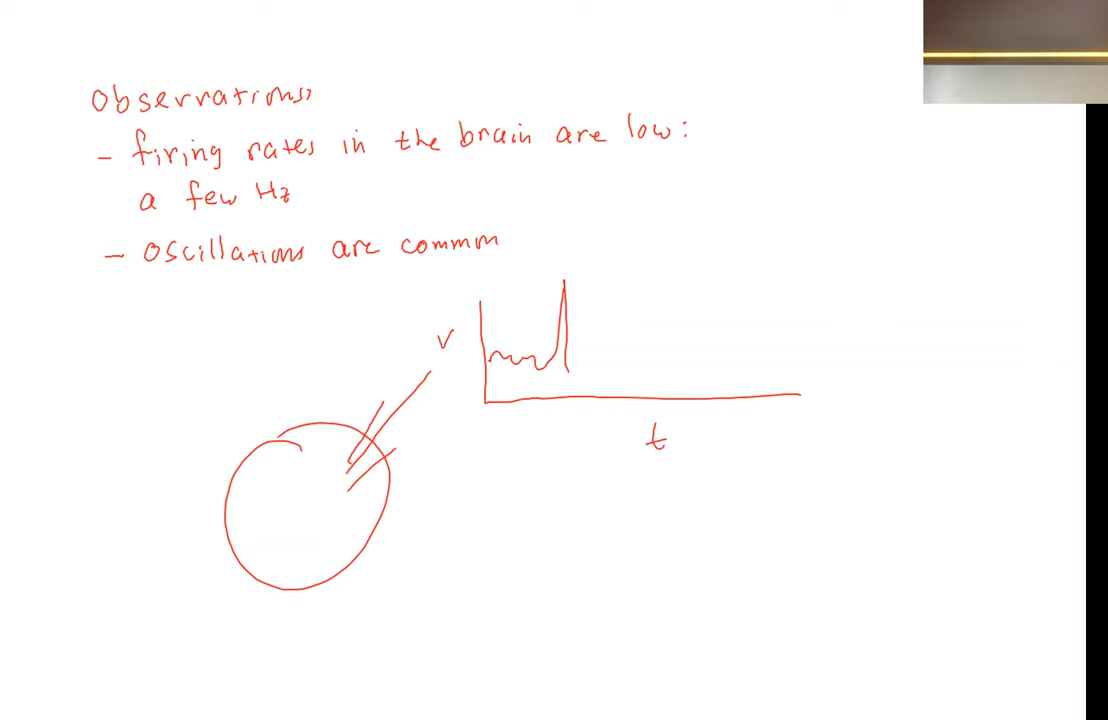 Observations:
- firing rates in the brain are low:
a few Hz
- oscillations are common
V
t